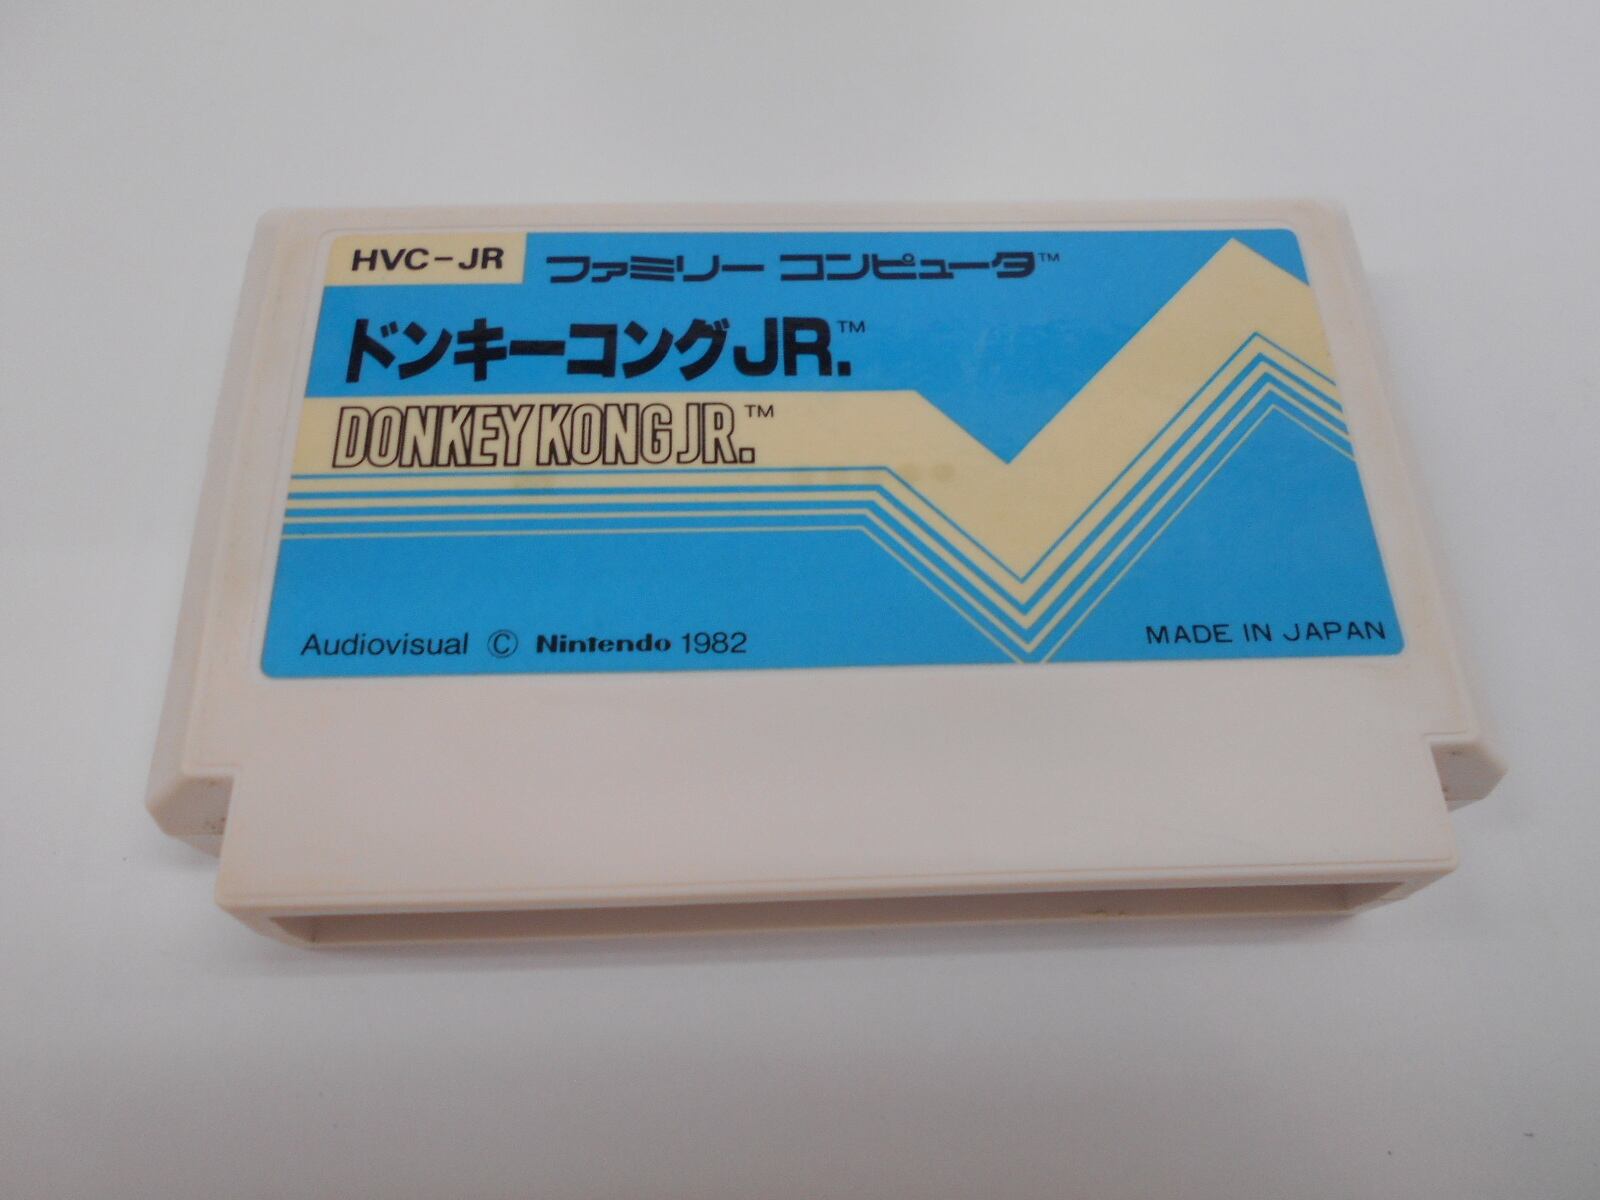 HVC-JR ファミリー コンピュータ™
ドンキーコングJR.™
DONKEY KONG JR.™
Audiovisual © Nintendo 1982
MADE IN JAPAN